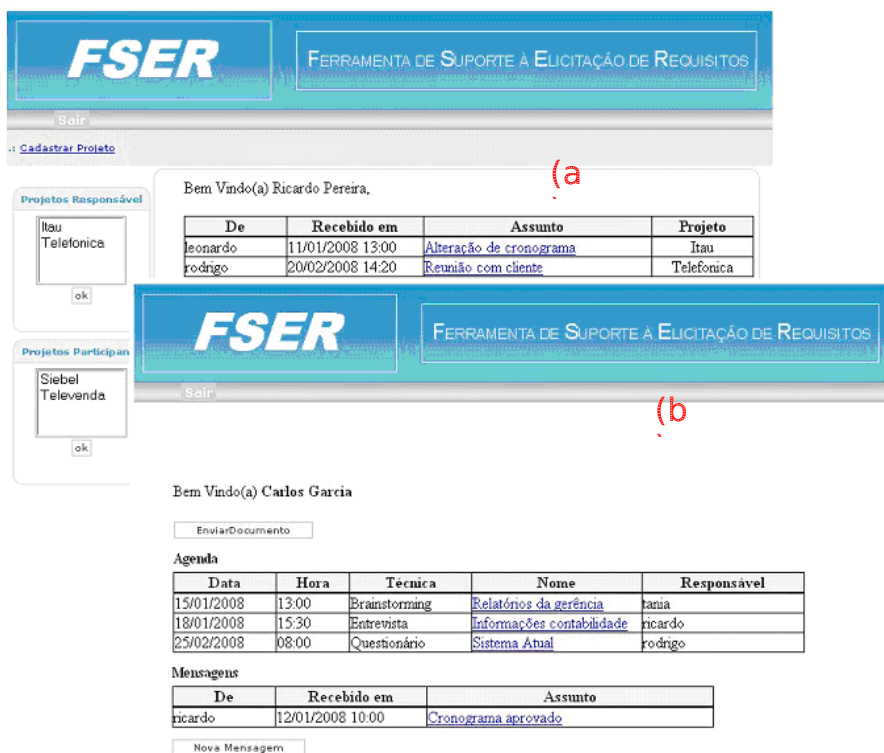 FSER
FERRAMENTA DE SUPORTE À ELICITAÇÃO DE REQUISITOS
Sair
.: Cadastrar Projeto
(a
Projetos Responsável
Itau
Telefonica
ok
Bem Vindo(a) Ricardo Pereira,
De Recebido em Assunto Projeto
leonardo 11/01/2008 13:00 Alteração de cronograma Itau
rodrigo 20/02/2008 14:20 Reunião com cliente Telefonica
Projetos Participan
Siebel
Televenda
ok
FSER
FERRAMENTA DE SUPORTE À ELICITAÇÃO DE REQUISITOS
Sair
(b
Bem Vindo(a) Carlos Garcia
EnviarDocumento
Agenda
Data Hora Técnica Nome Responsável
15/01/2008 13:00 Brainstorming Relatórios da gerência tania
18/01/2008 15:30 Entrevista Informações contabilidade ricardo
25/02/2008 08:00 Questionário Sistema Atual rodrigo
Mensagens
De Recebido em Assunto
ricardo 12/01/2008 10:00 Cronograma aprovado
Nova Mensagem